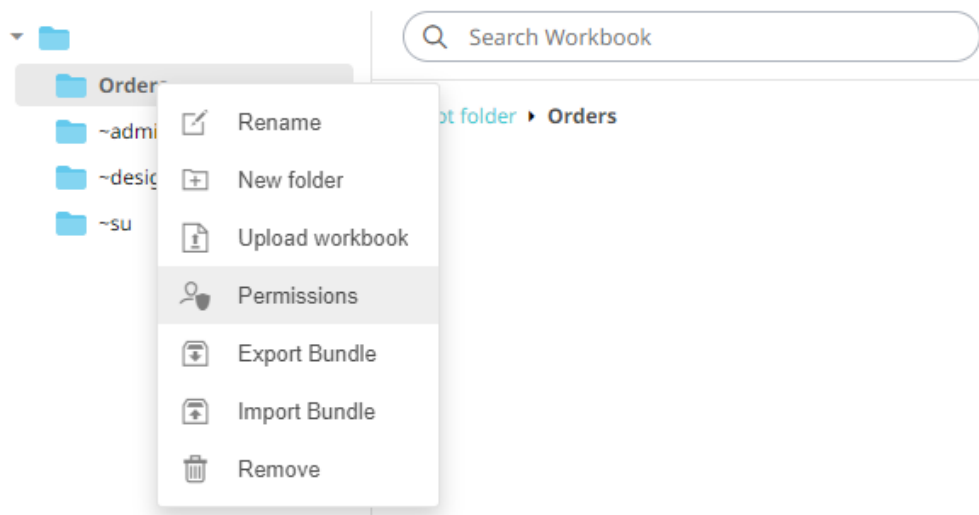 Search Workbook
Orders
~admi
~desig
~su
ot folder ▸ Orders
Rename
New folder
Upload workbook
Permissions
Export Bundle
Import Bundle
Remove